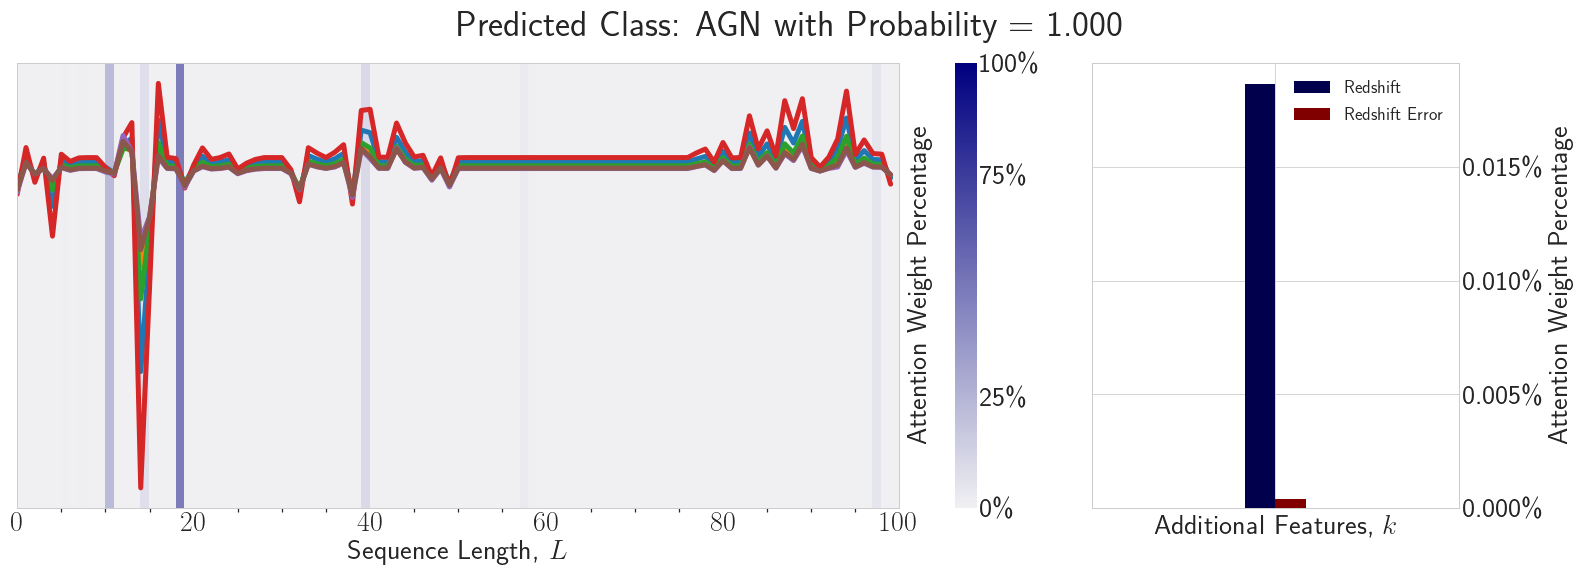 Predicted Class: AGN with Probability = 1.000
0
20
40
60
80
100
Sequence Length, L
100%
75%
25%
0%
Attention Weight Percentage
Redshift
Redshift Error
0.015%
0.010%
0.005%
0.000%
Attention Weight Percentage
Additional Features, k